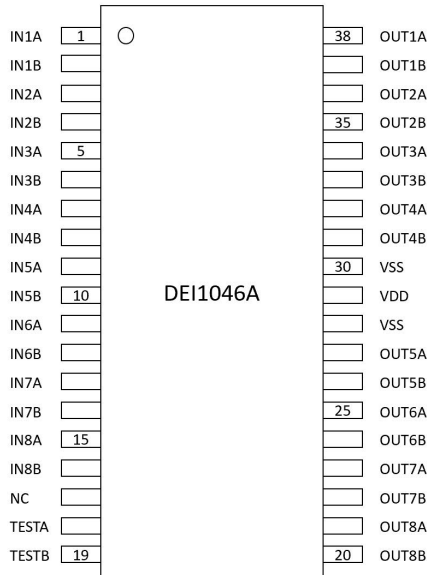 IN1A 1 38 OUT1A
IN1B OUT1B
IN2A OUT2A
IN2B 35 OUT2B
IN3A 5 OUT3A
IN3B OUT3B
IN4A OUT4A
IN4B OUT4B
IN5A 30 VSS
IN5B 10 DEI1046A VDD
IN6A VSS
IN6B OUT5A
IN7A OUT5B
IN7B 25 OUT6A
IN8A 15 OUT6B
IN8B OUT7A
NC OUT7B
TESTA OUT8A
TESTB 19 20 OUT8B